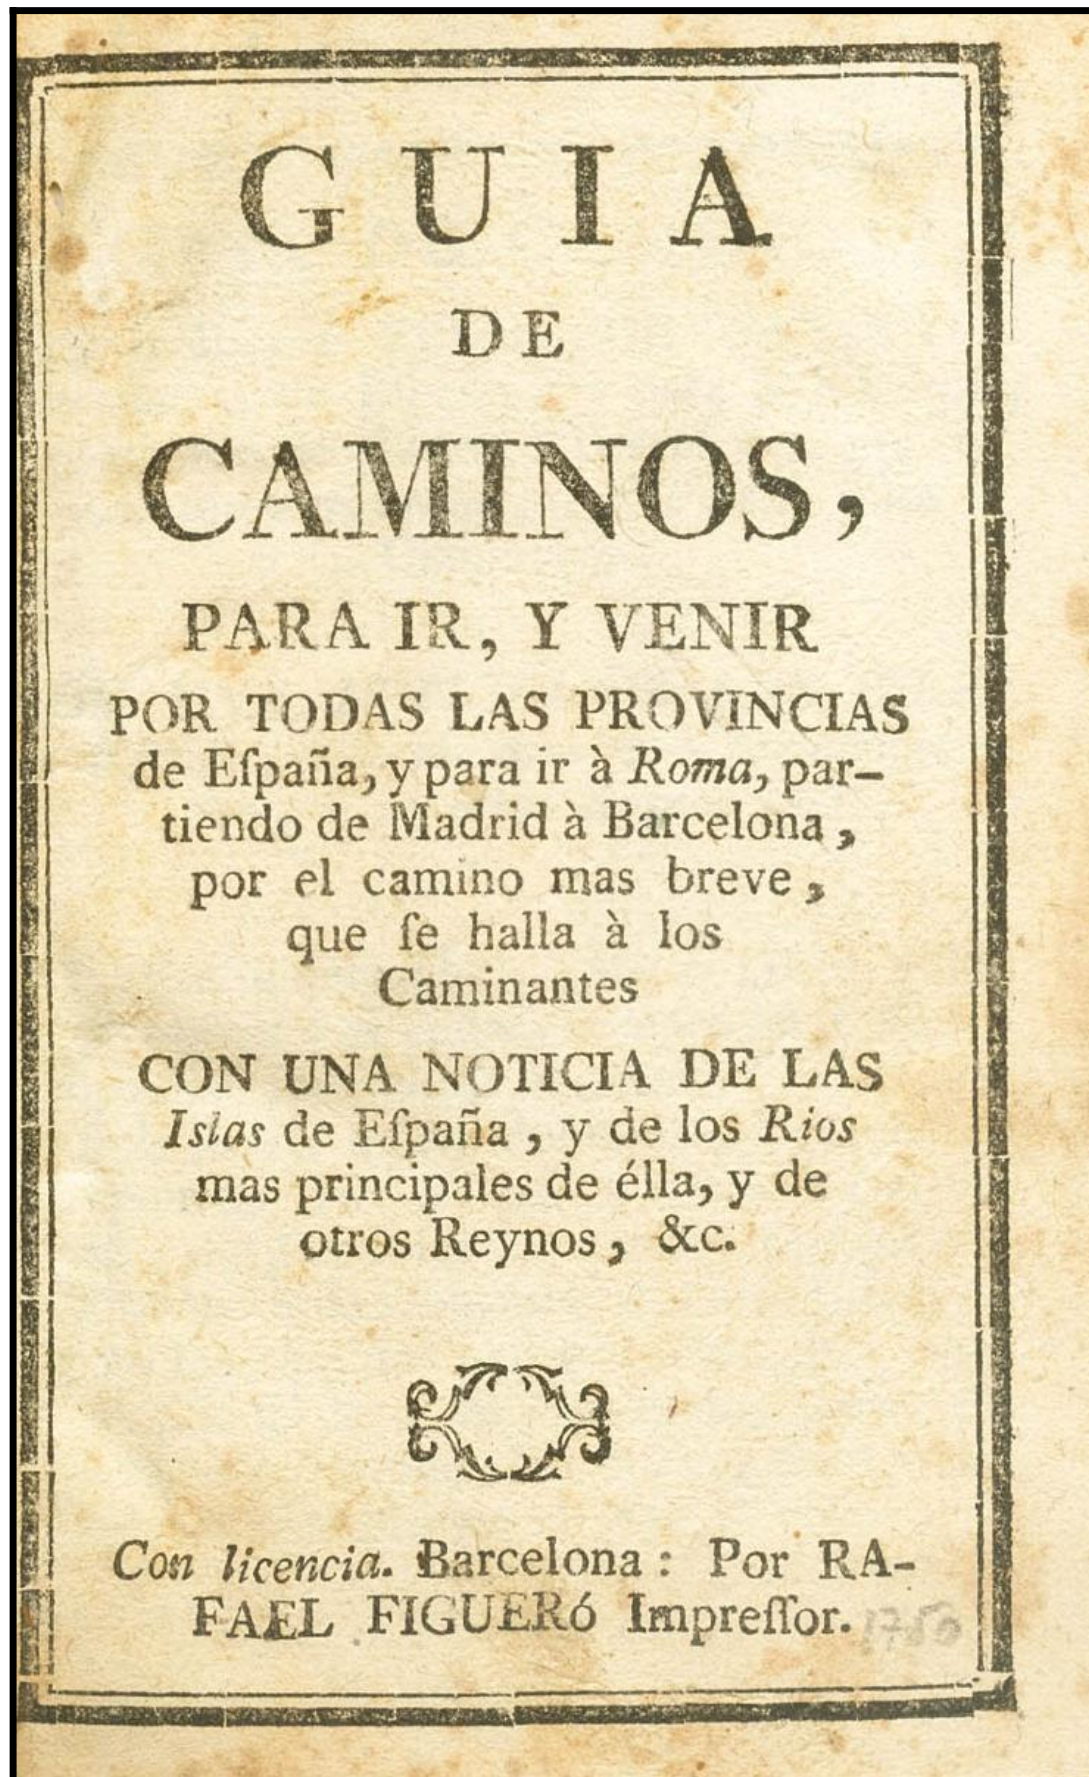 GUIA
DE
CAMINOS,
PARA IR, Y VENIR
POR TODAS LAS PROVINCIAS
de Eſpaña, y para ir à Roma, par-
tiendo de Madrid à Barcelona,
por el camino mas breve,
que ſe halla à los
Caminantes
CON UNA NOTICIA DE LAS
Islas de Eſpaña, y de los Rios
mas principales de élla, y de
otros Reynos, &c.
Con licencia. Barcelona: Por RA-
FAEL FIGUERó Impreſſor. 1750